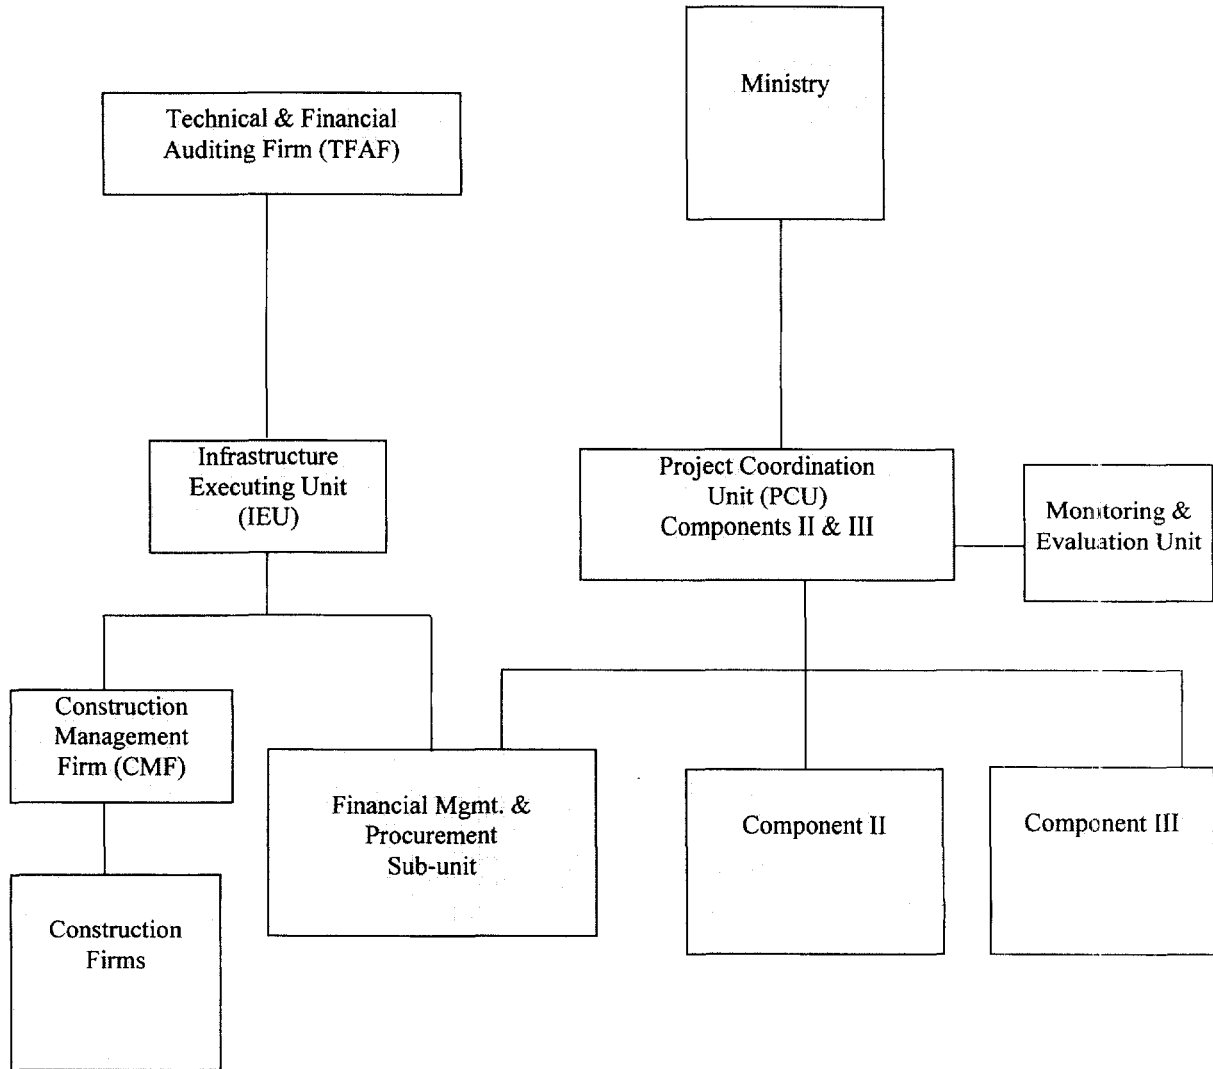 Ministry
Technical & Financial
Auditing Firm (TFAF)
Infrastructure
Executing Unit
(IEU)
Project Coordination
Unit (PCU)
Components II & III
Monitoring &
Evaluation Unit
Construction
Management
Firm (CMF)
Financial Mgmt. &
Procurement
Sub-unit
Component II
Component III
Construction
Firms